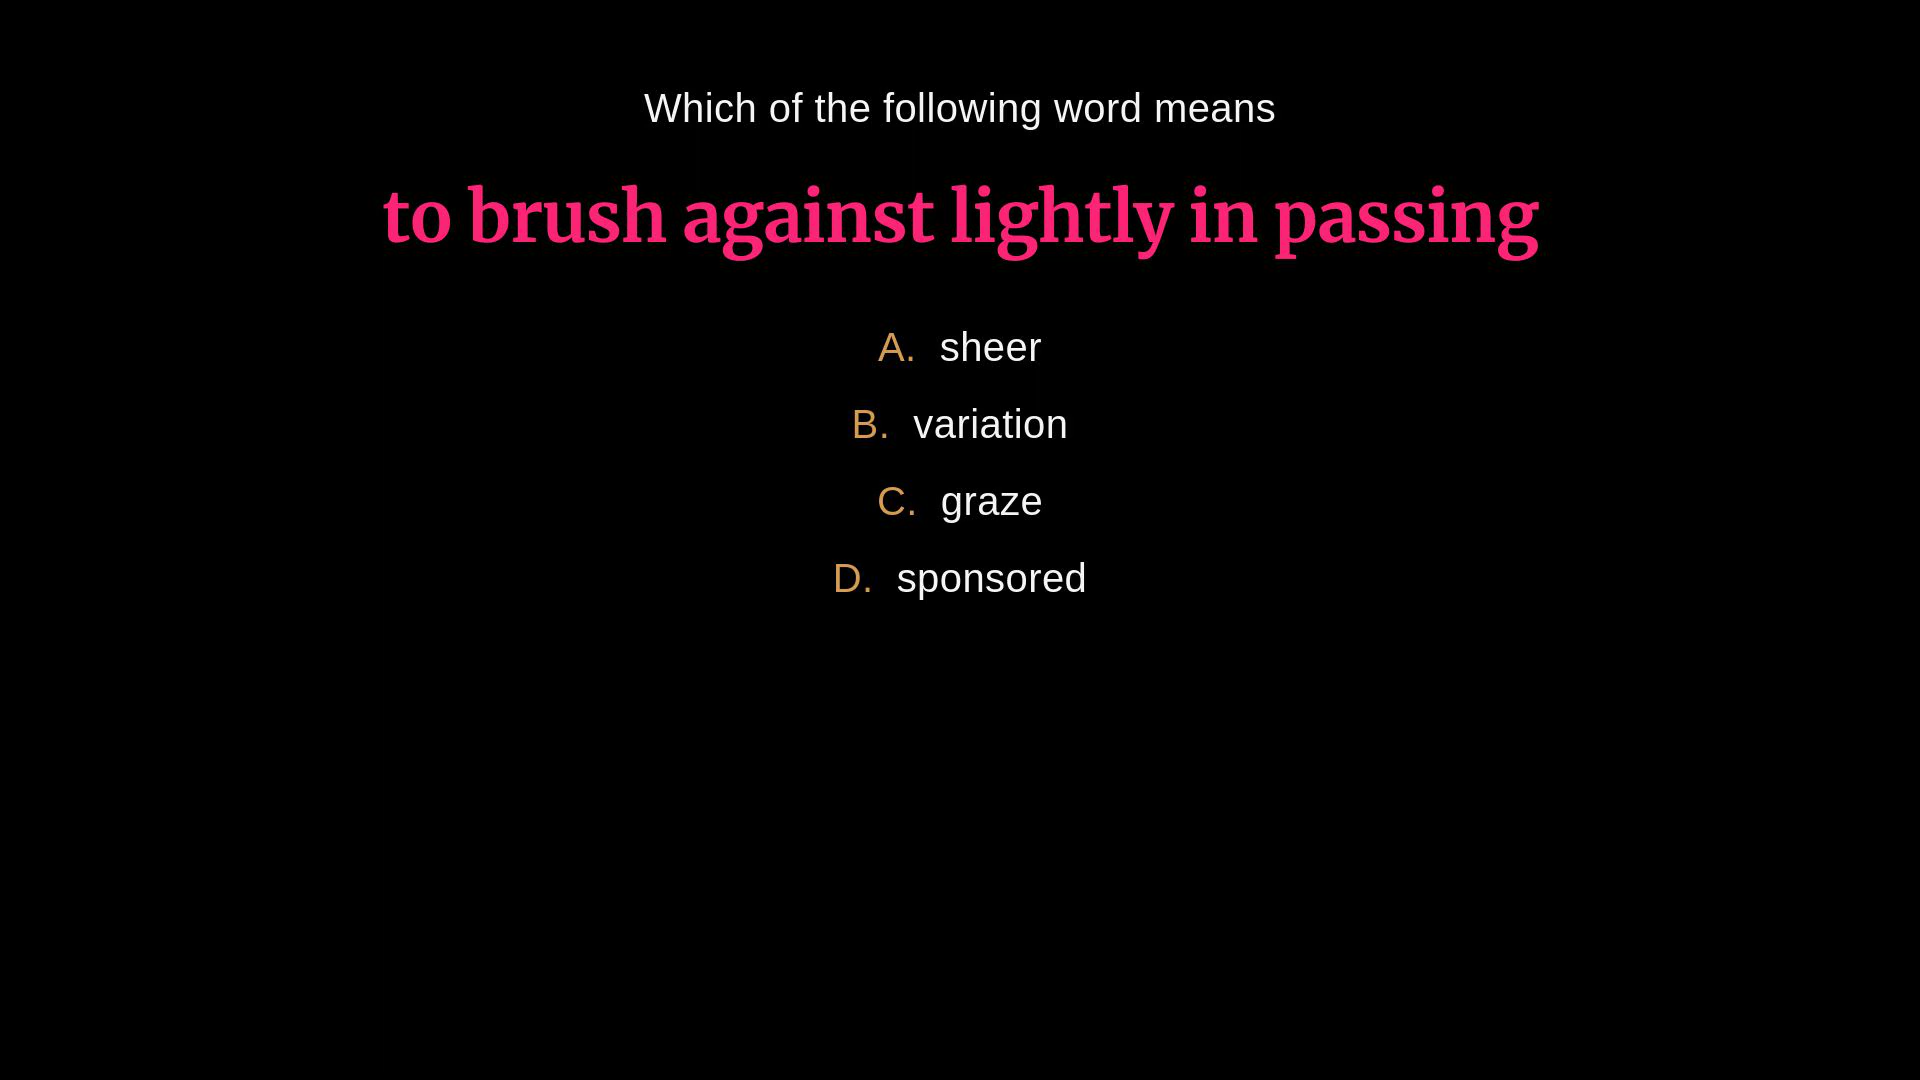 Which of the following word means
to brush against lightly in passing
A. sheer
B. variation
C. graze
D. sponsored